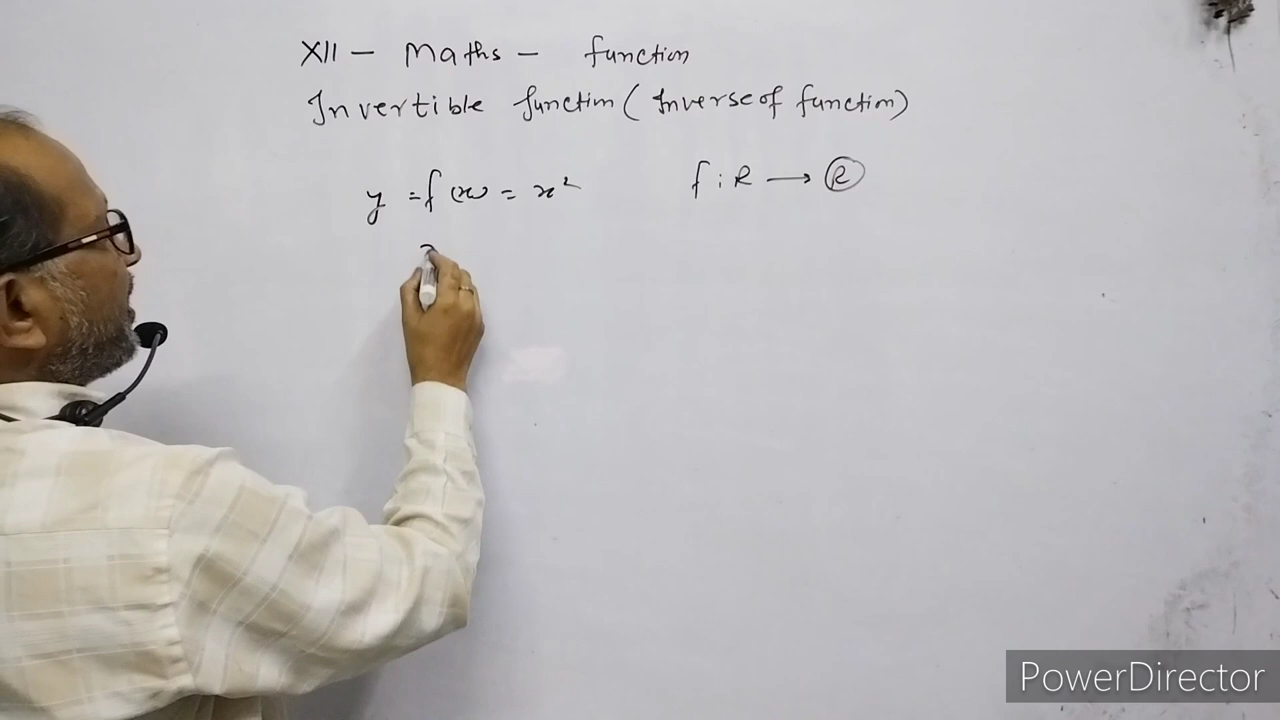 XII - Maths - function
Invertible function (Inverse of function)
y = f(x) = x² f : R → R
PowerDirector